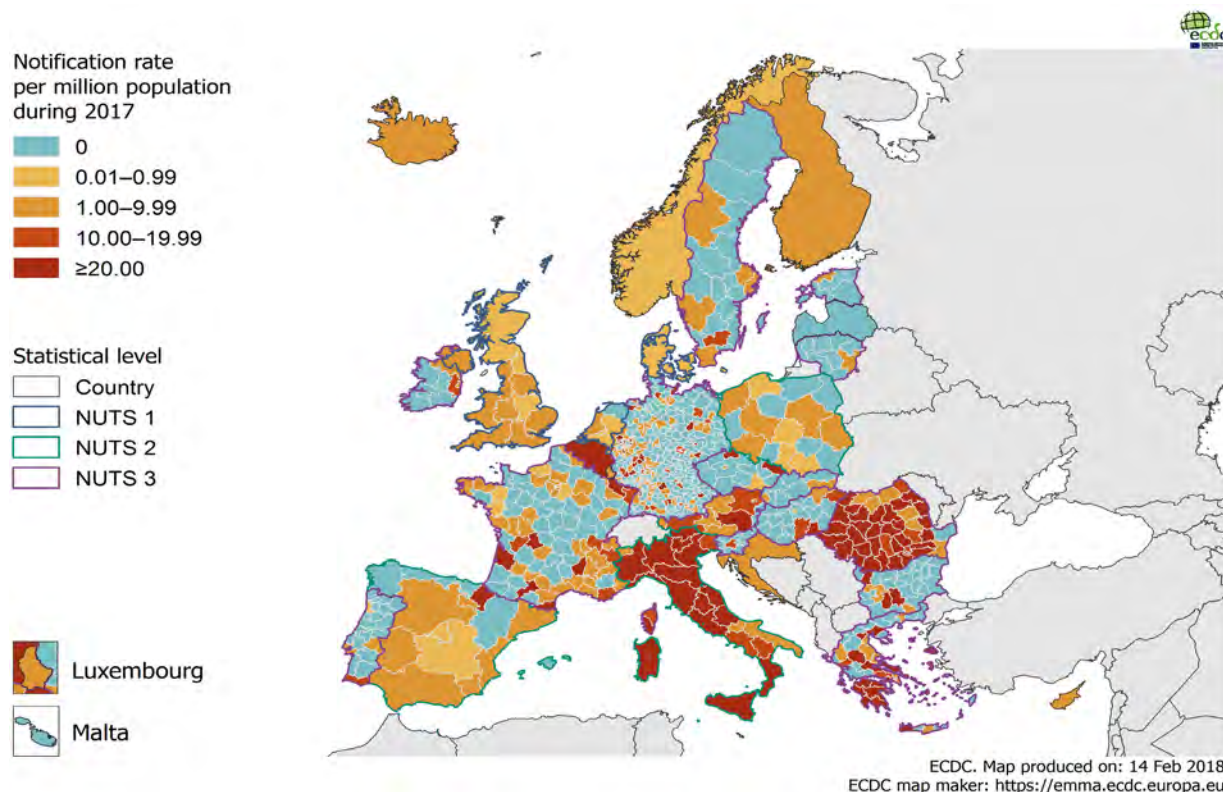 ecdc
Notification rate
per million population
during 2017
0
0.01–0.99
1.00–9.99
10.00–19.99
≥20.00
Statistical level
Country
NUTS 1
NUTS 2
NUTS 3
Luxembourg
Malta
ECDC. Map produced on: 14 Feb 2018
ECDC map maker: https://emma.ecdc.europa.eu